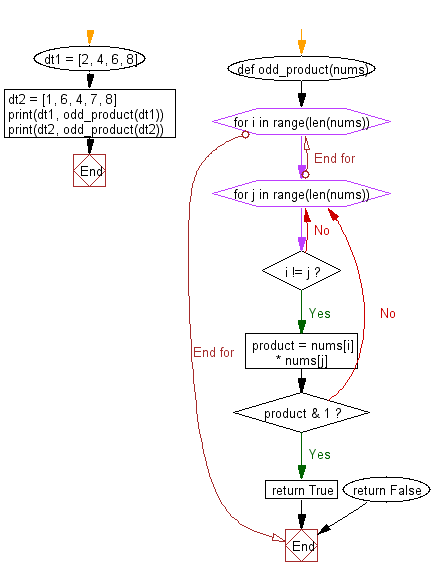 dt1 = [2, 4, 6, 8]
dt2 = [1, 6, 4, 7, 8]
print(dt1, odd_product(dt1))
print(dt2, odd_product(dt2))
End
def odd_product(nums)
for i in range(len(nums))
End for
for j in range(len(nums))
No
i != j ?
Yes
No
product = nums[i]
* nums[j]
End for
product & 1 ?
Yes
return True
return False
End